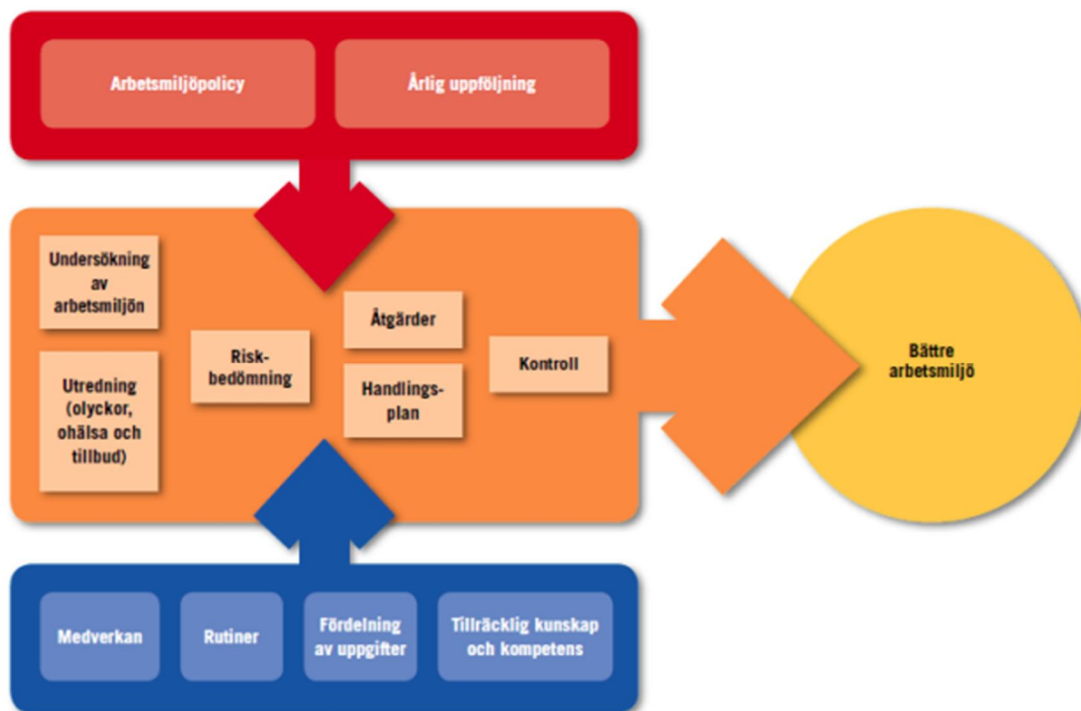 Arbetsmiljöpolicy
Årlig uppföljning
Undersökning
av
arbetsmiljön
Utredning
(olyckor,
ohälsa och
tillbud)
Risk-
bedömning
Åtgärder
Handlings-
plan
Kontroll
Bättre
arbetsmiljö
Medverkan
Rutiner
Fördelning
av uppgifter
Tillräcklig kunskap
och kompetens